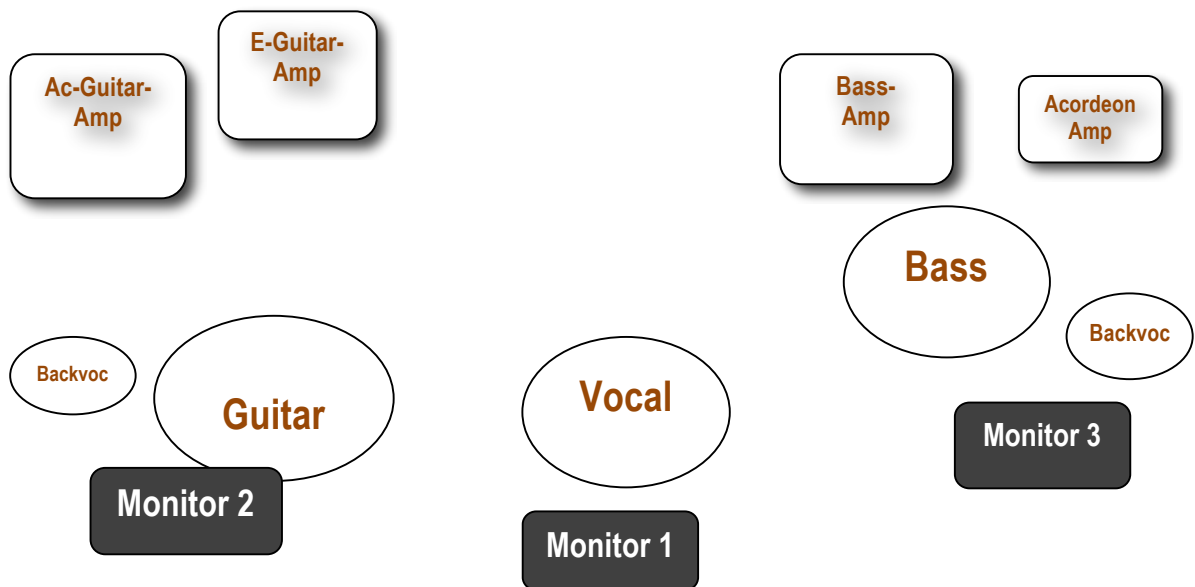 E-Guitar-
Amp
Ac-Guitar-
Amp
Bass-
Amp
Acordeon
Amp
Bass
Backvoc
Backvoc
Guitar
Vocal
Monitor 3
Monitor 2
Monitor 1